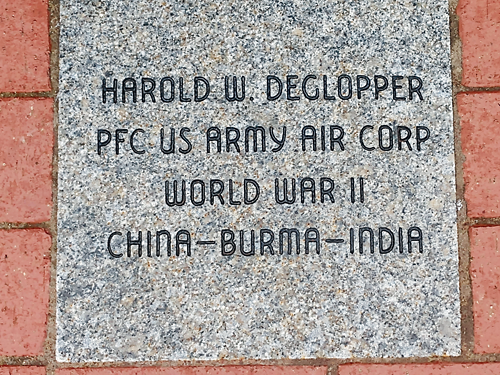 HAROLD W. DEGLOPPER
PFC US ARMY AIR CORP
WORLD WAR II
CHINA—BURMA—INDIA